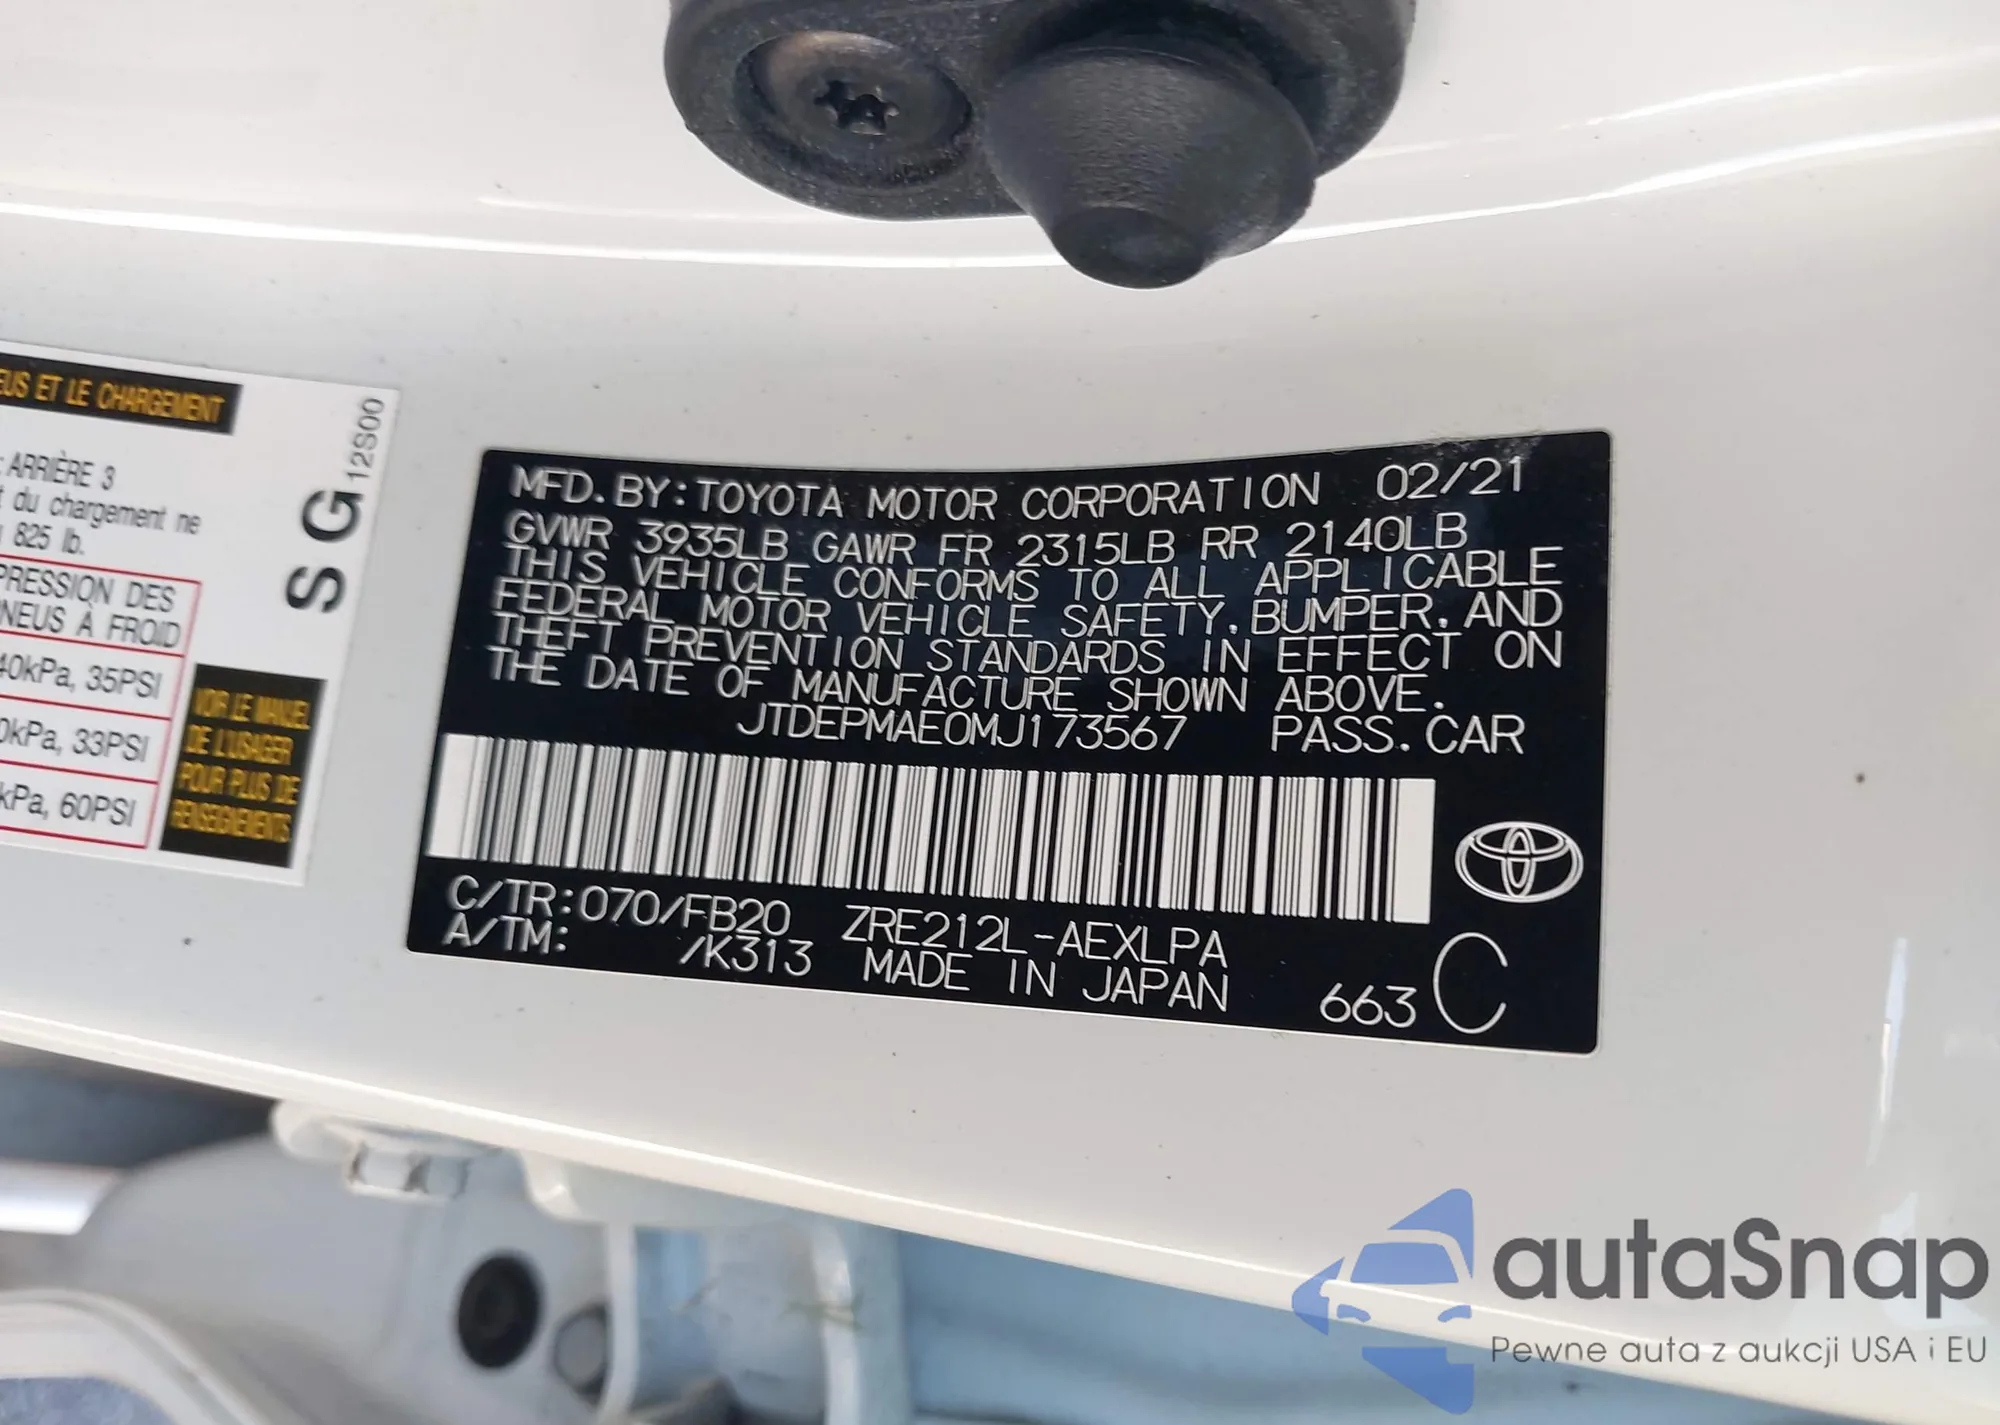 EUS ET LE CHARGEMENT
ARRIÈRE 3
t du chargement ne
825 lb.
PRESSION DES
NEUS À FROID
40kPa, 35PSI
0kPa, 33PSI
kPa, 60PSI
VOIR LE MANUEL
DE L'USAGER
POUR PLUS DE
RENSEIGNEMENTS
SG 12S00
MFD.BY:TOYOTA MOTOR CORPORATION 02/21
GVWR 3935LB GAWR FR 2315LB RR 2140LB
THIS VEHICLE CONFORMS TO ALL APPLICABLE
FEDERAL MOTOR VEHICLE SAFETY,BUMPER,AND
THEFT PREVENTION STANDARDS IN EFFECT ON
THE DATE OF MANUFACTURE SHOWN ABOVE.
JTDEPMAE0MJ173567 PASS.CAR
C/TR:070/FB20 ZRE212L-AEXLPA
A/TM: /K313 MADE IN JAPAN 663 C
autaSnap
Pewne auta z aukcji USA i EU